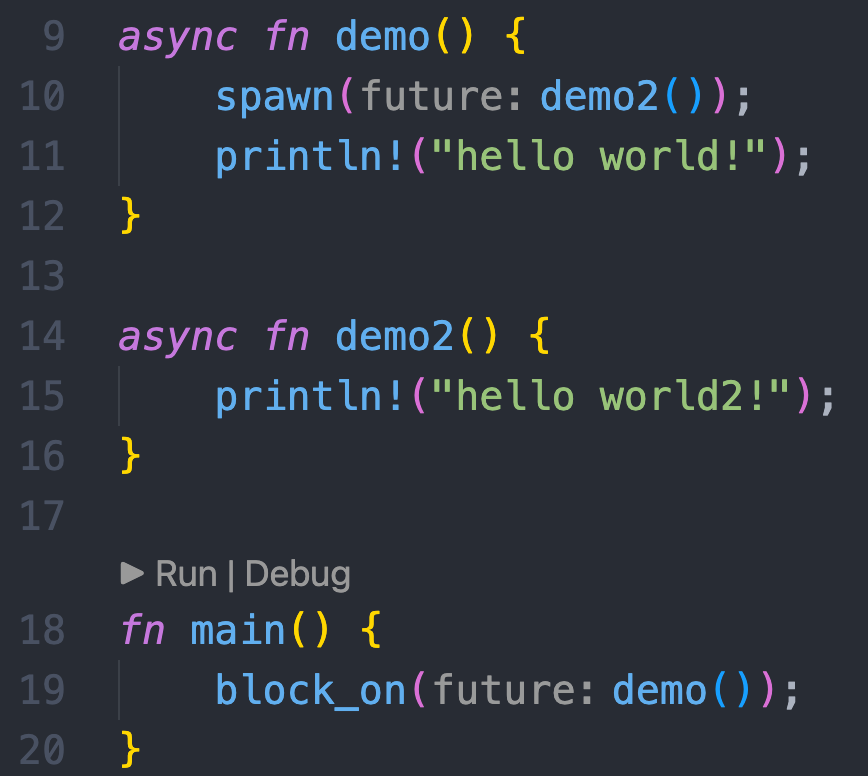 9 async fn demo() {
10 spawn(future: demo2());
11 println!("hello world!");
12 }
13
14 async fn demo2() {
15 println!("hello world2!");
16 }
17
▶ Run | Debug
18 fn main() {
19 block_on(future: demo());
20 }